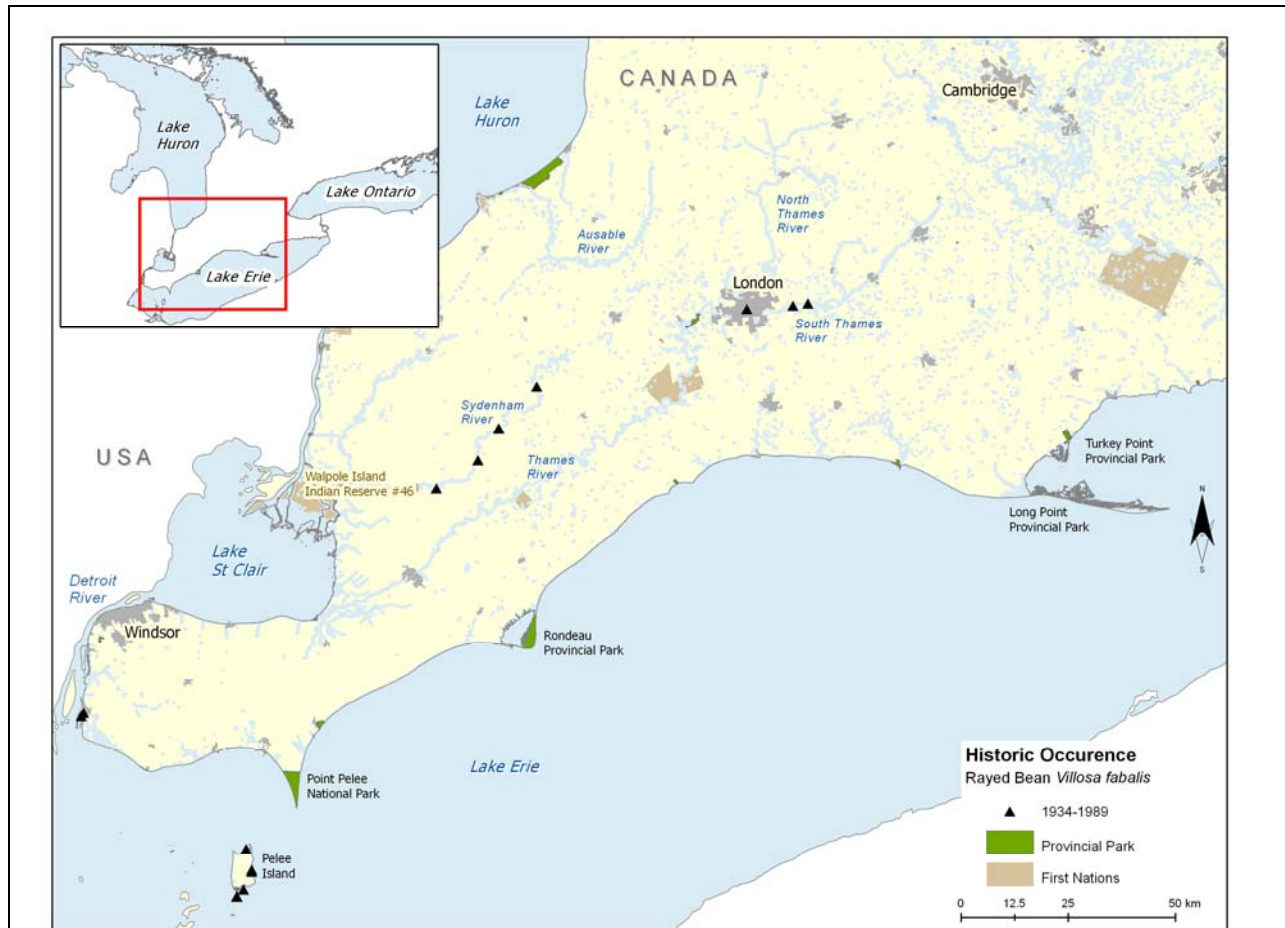 CANADA
Lake
Huron
Cambridge
Lake
Huron
Lake Ontario
Lake Erie
North
Thames
River
Ausable
River
London
South Thames
River
Sydenham
River
Thames
River
USA
Walpole Island
Indian Reserve #46
Turkey Point
Provincial Park
Long Point
Provincial Park
N
S
Lake
St Clair
Detroit
River
Windsor
Rondeau
Provincial Park
Point Pelee
National Park
Lake Erie
Pelee
Island
Historic Occurence
Rayed Bean Villosa fabalis
1934-1989
Provincial Park
First Nations
0 12.5 25 50 km